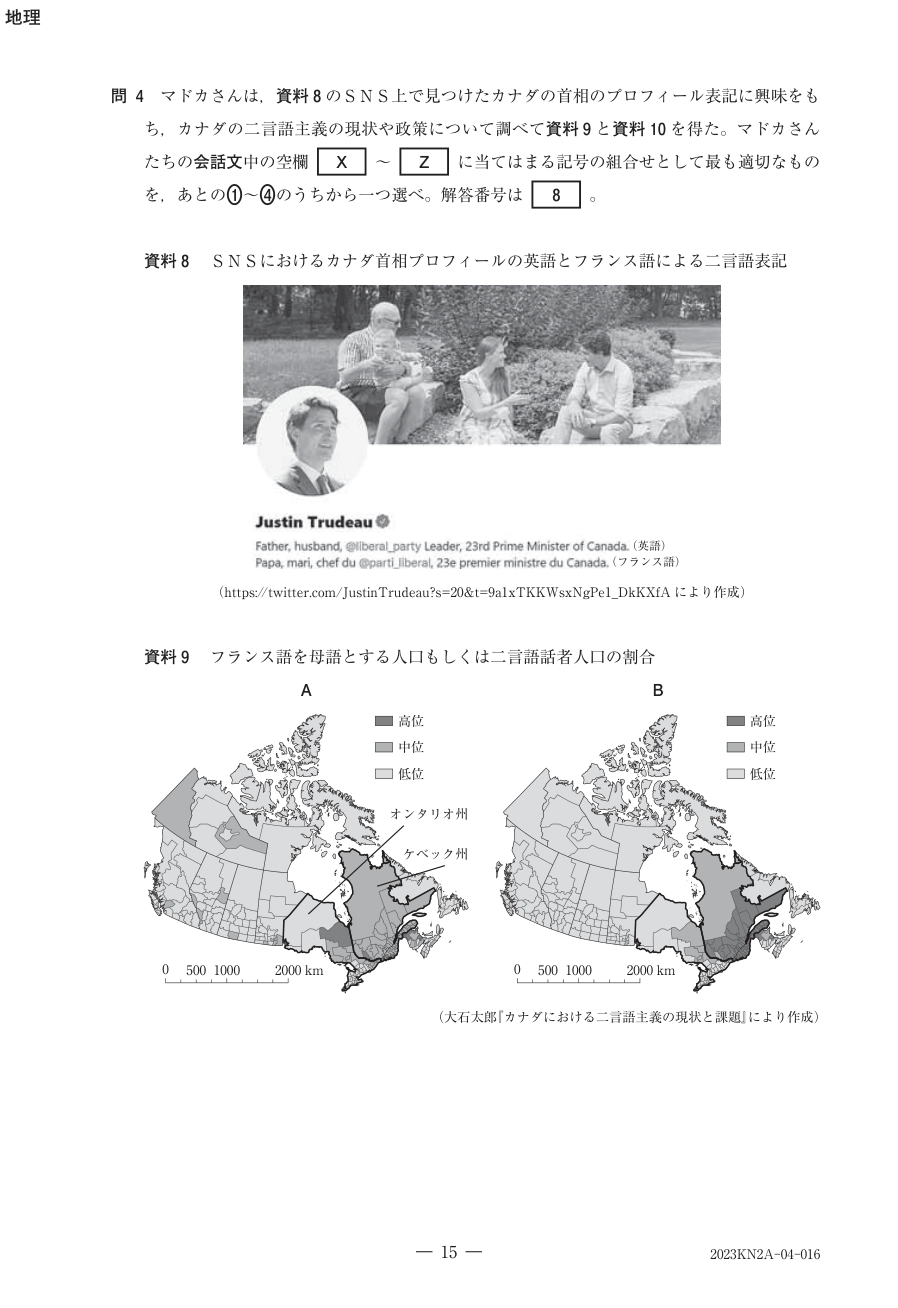 地理
問 4 マドカさんは，資料8のＳＮＳ上で見つけたカナダの首相のプロフィール表記に興味をも
ち，カナダの二言語主義の現状や政策について調べて資料9と資料10を得た。マドカさん
たちの会話文中の空欄 X ～ Z に当てはまる記号の組合せとして最も適切なもの
を，あとの①～④のうちから一つ選べ。解答番号は 8 。
資料8 ＳＮＳにおけるカナダ首相プロフィールの英語とフランス語による二言語表記
Justin Trudeau
Father, husband, @liberal_party Leader, 23rd Prime Minister of Canada.（英語）
Papa, mari, chef du @parti_liberal, 23e premier ministre du Canada.（フランス語）
（https://twitter.com/JustinTrudeau?s=20&t=9a1xTKKWsxNgPe1_DkKXfA により作成）
資料9 フランス語を母語とする人口もしくは二言語話者人口の割合
A
高位
中位
低位
オンタリオ州
ケベック州
0 500 1000 2000 km
B
高位
中位
低位
0 500 1000 2000 km
（大石太郎『カナダにおける二言語主義の現状と課題』により作成）
― 15 ―
2023KN2A-04-016